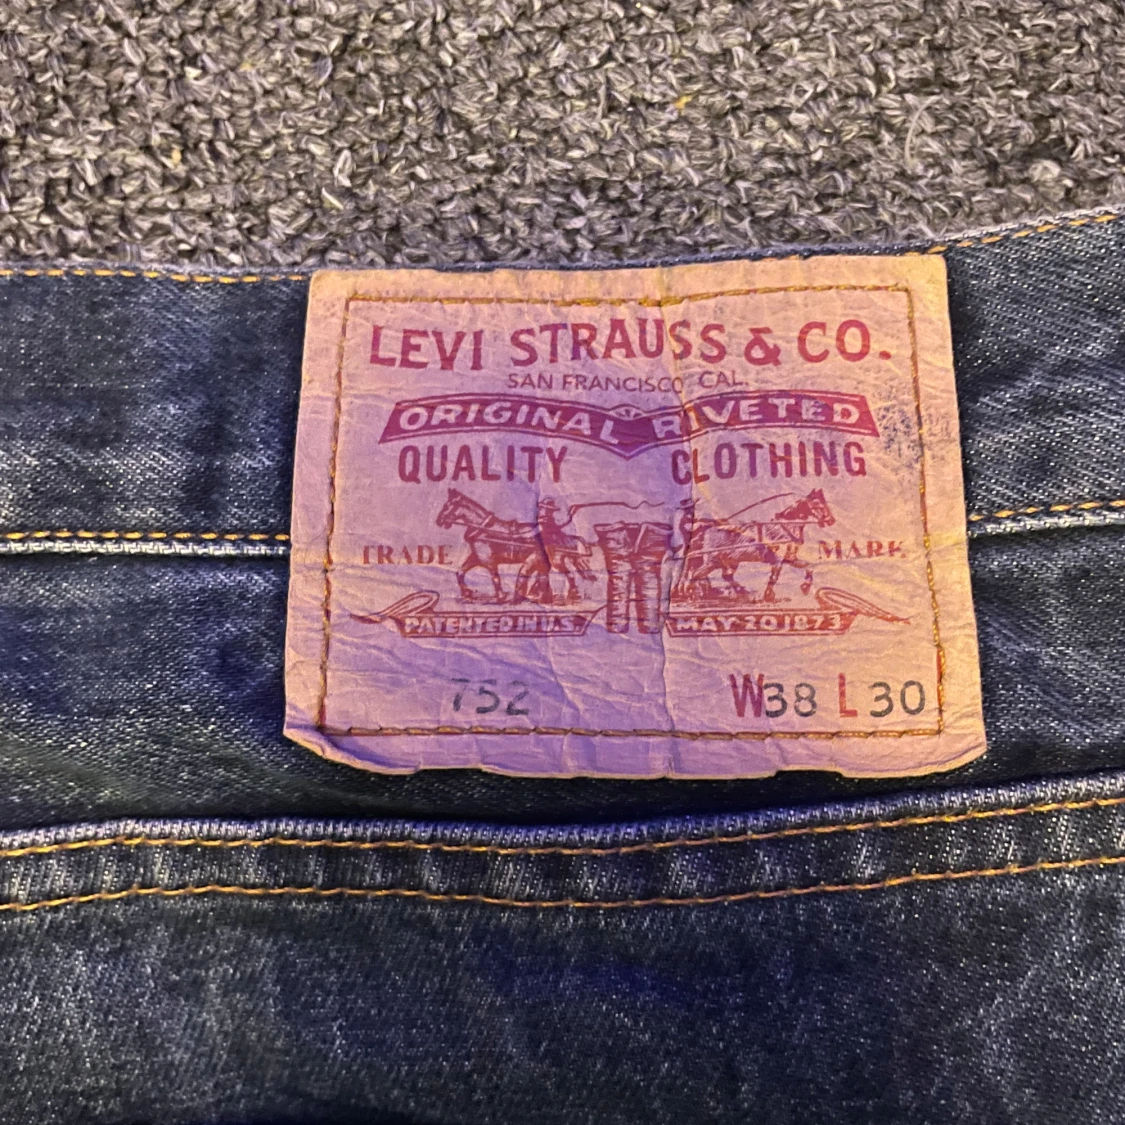 LEVI STRAUSS & CO.
SAN FRANCISCO CAL.
ORIGINAL RIVETED
QUALITY CLOTHING
TRADE MARK
PATENTED IN U.S. MAY 20 1873
752 W38 L30